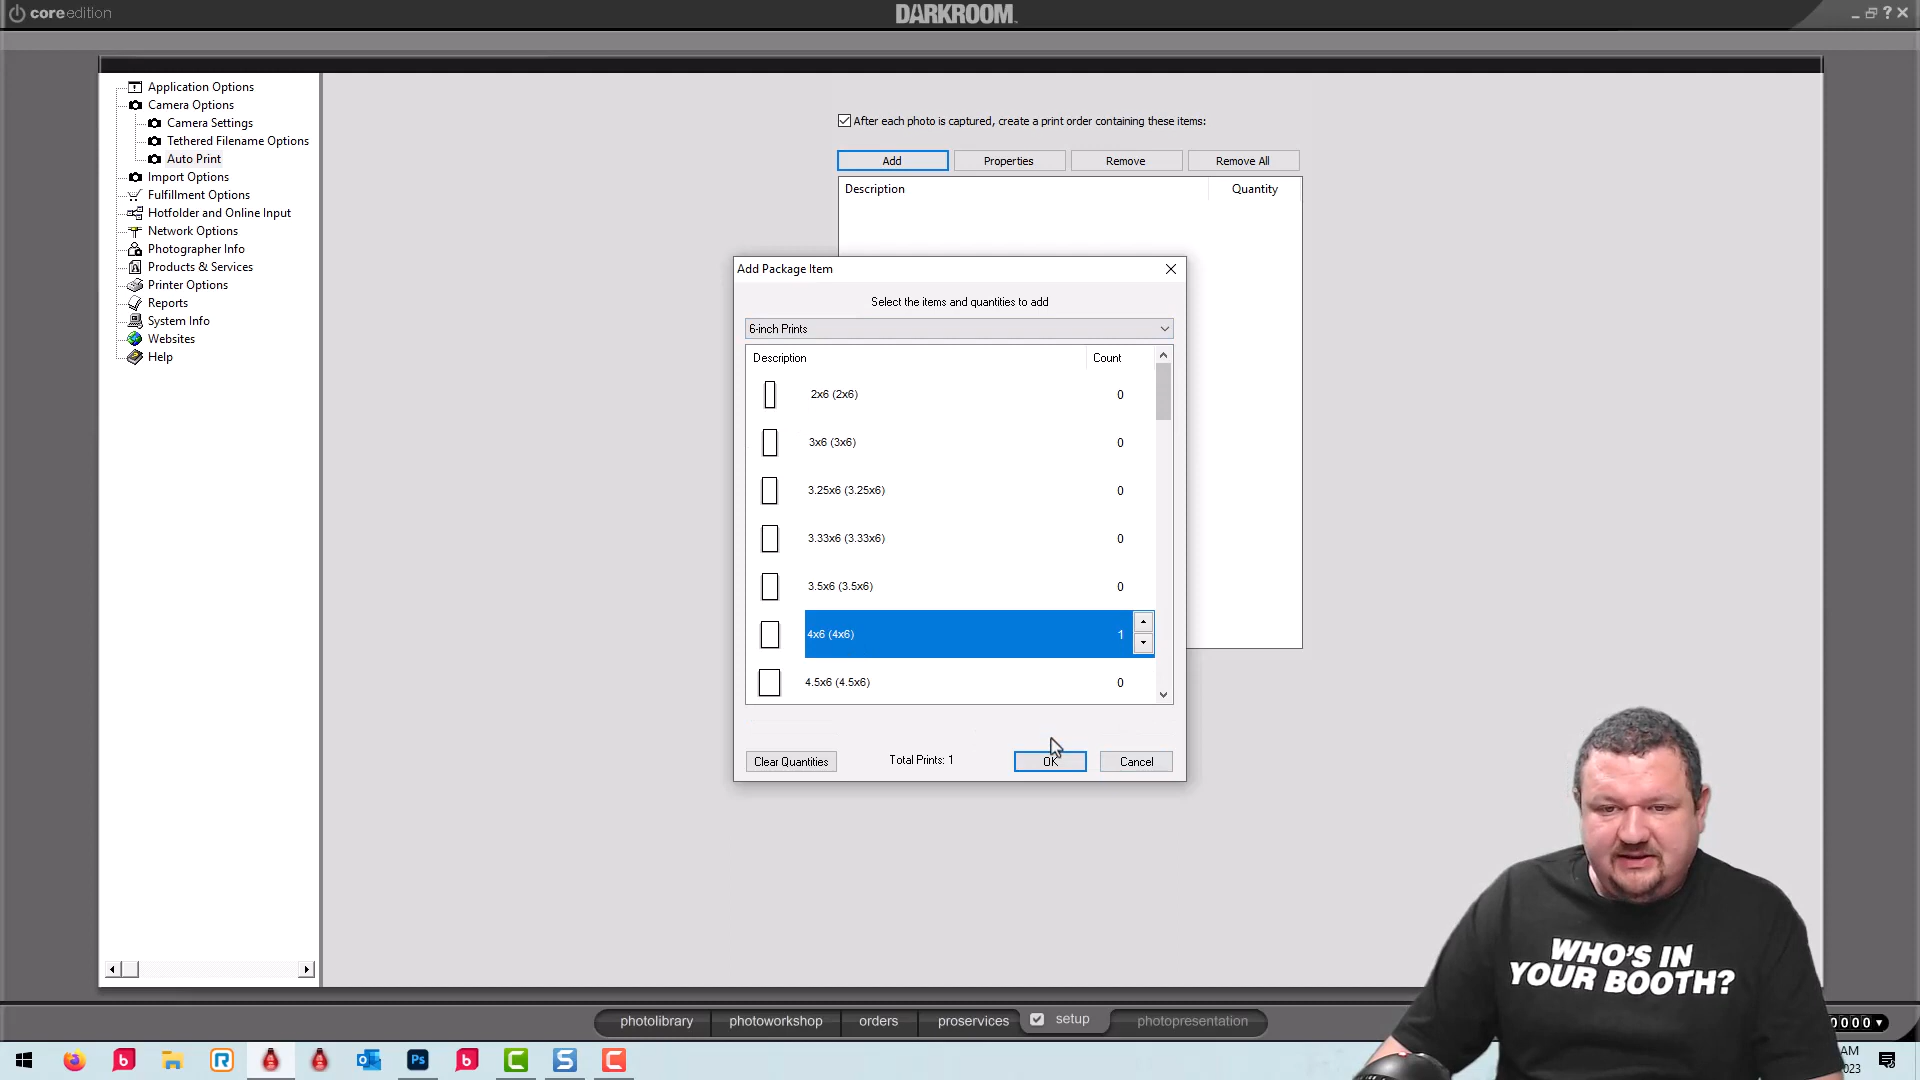 coreedition
DARKROOM
Application Options
Camera Options
Camera Settings
Tethered Filename Options
Auto Print
Import Options
Fulfillment Options
Hotfolder and Online Input
Network Options
Photographer Info
Products & Services
Printer Options
Reports
System Info
Websites
Help
After each photo is captured, create a print order containing these items:
Add Properties Remove Remove All
Description Quantity
Add Package Item
Select the items and quantities to add
6-inch Prints
Description Count
2x6 (2x6) 0
3x6 (3x6) 0
3.25x6 (3.25x6) 0
3.33x6 (3.33x6) 0
3.5x6 (3.5x6) 0
4x6 (4x6) 1
4.5x6 (4.5x6) 0
Clear Quantities Total Prints: 1 OK Cancel
WHO'S IN
YOUR BOOTH?
photolibrary photoworkshop orders proservices setup photopresentation
0000
AM
023